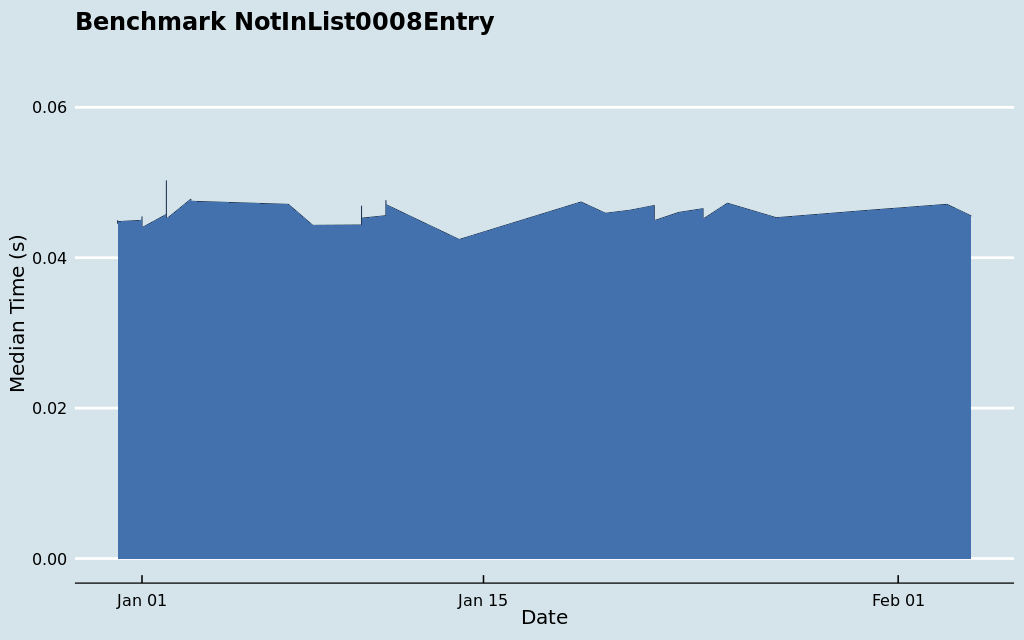 Benchmark NotInList0008Entry
0.06
0.04
0.02
0.00
Median Time (s)
Jan 01
Jan 15
Feb 01
Date